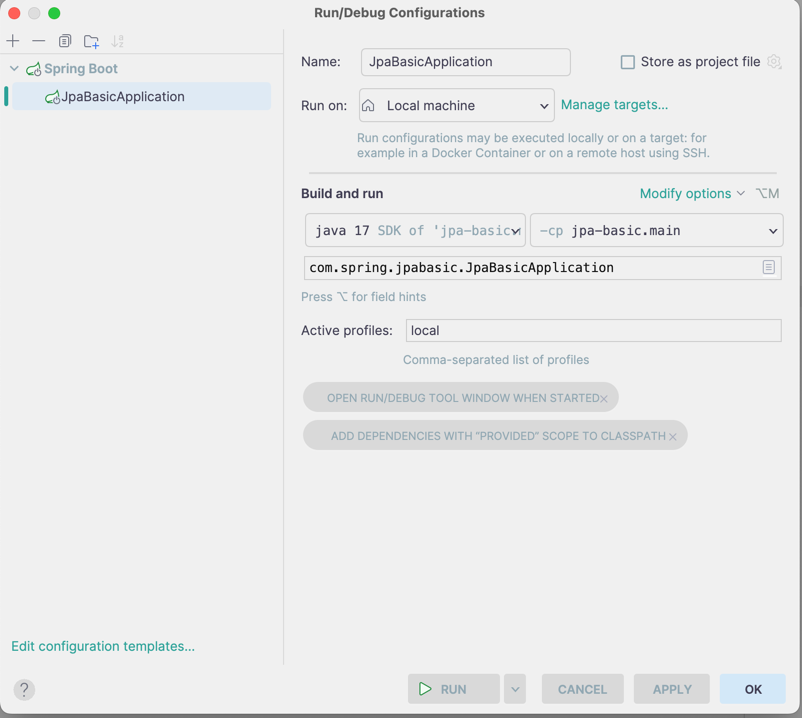 Run/Debug Configurations
Spring Boot
JpaBasicApplication
Edit configuration templates...
Name: JpaBasicApplication Store as project file
Run on: Local machine Manage targets...
Run configurations may be executed locally or on a target: for
example in a Docker Container or on a remote host using SSH.
Build and run Modify options ⌥M
java 17 SDK of 'jpa-basic -cp jpa-basic.main
com.spring.jpabasic.JpaBasicApplication
Press ⌥ for field hints
Active profiles: local
Comma-separated list of profiles
OPEN RUN/DEBUG TOOL WINDOW WHEN STARTED×
ADD DEPENDENCIES WITH "PROVIDED" SCOPE TO CLASSPATH ×
? RUN CANCEL APPLY OK